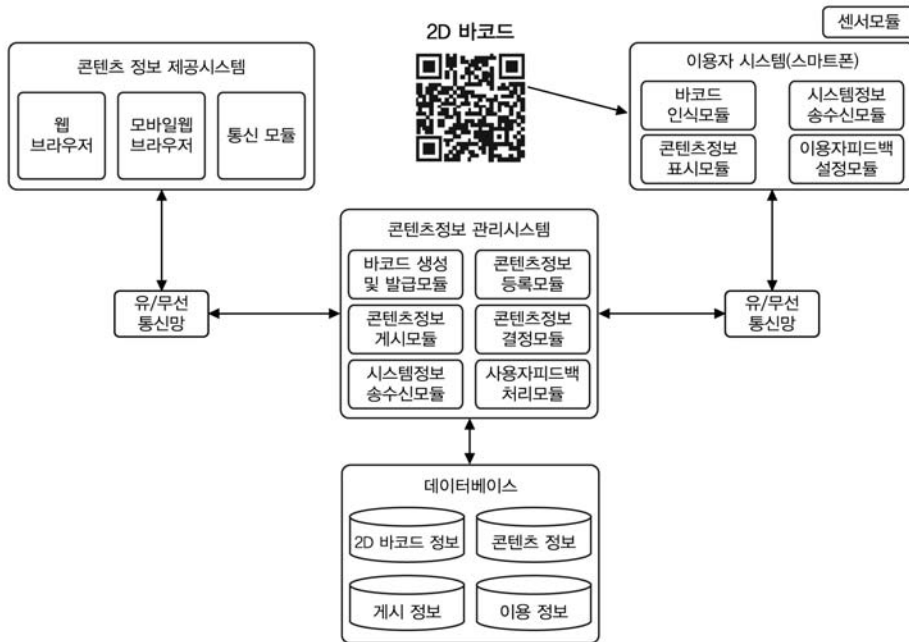 2D 바코드
센서모듈
콘텐츠 정보 제공시스템
웹
브라우저
모바일웹
브라우저
통신 모듈
이용자 시스템(스마트폰)
바코드
인식모듈
시스템정보
송수신모듈
콘텐츠정보
표시모듈
이용자피드백
설정모듈
콘텐츠정보 관리시스템
바코드 생성
및 발급모듈
콘텐츠정보
등록모듈
콘텐츠정보
게시모듈
콘텐츠정보
결정모듈
시스템정보
송수신모듈
사용자피드백
처리모듈
유/무선
통신망
유/무선
통신망
데이터베이스
2D 바코드 정보
콘텐츠 정보
게시 정보
이용 정보